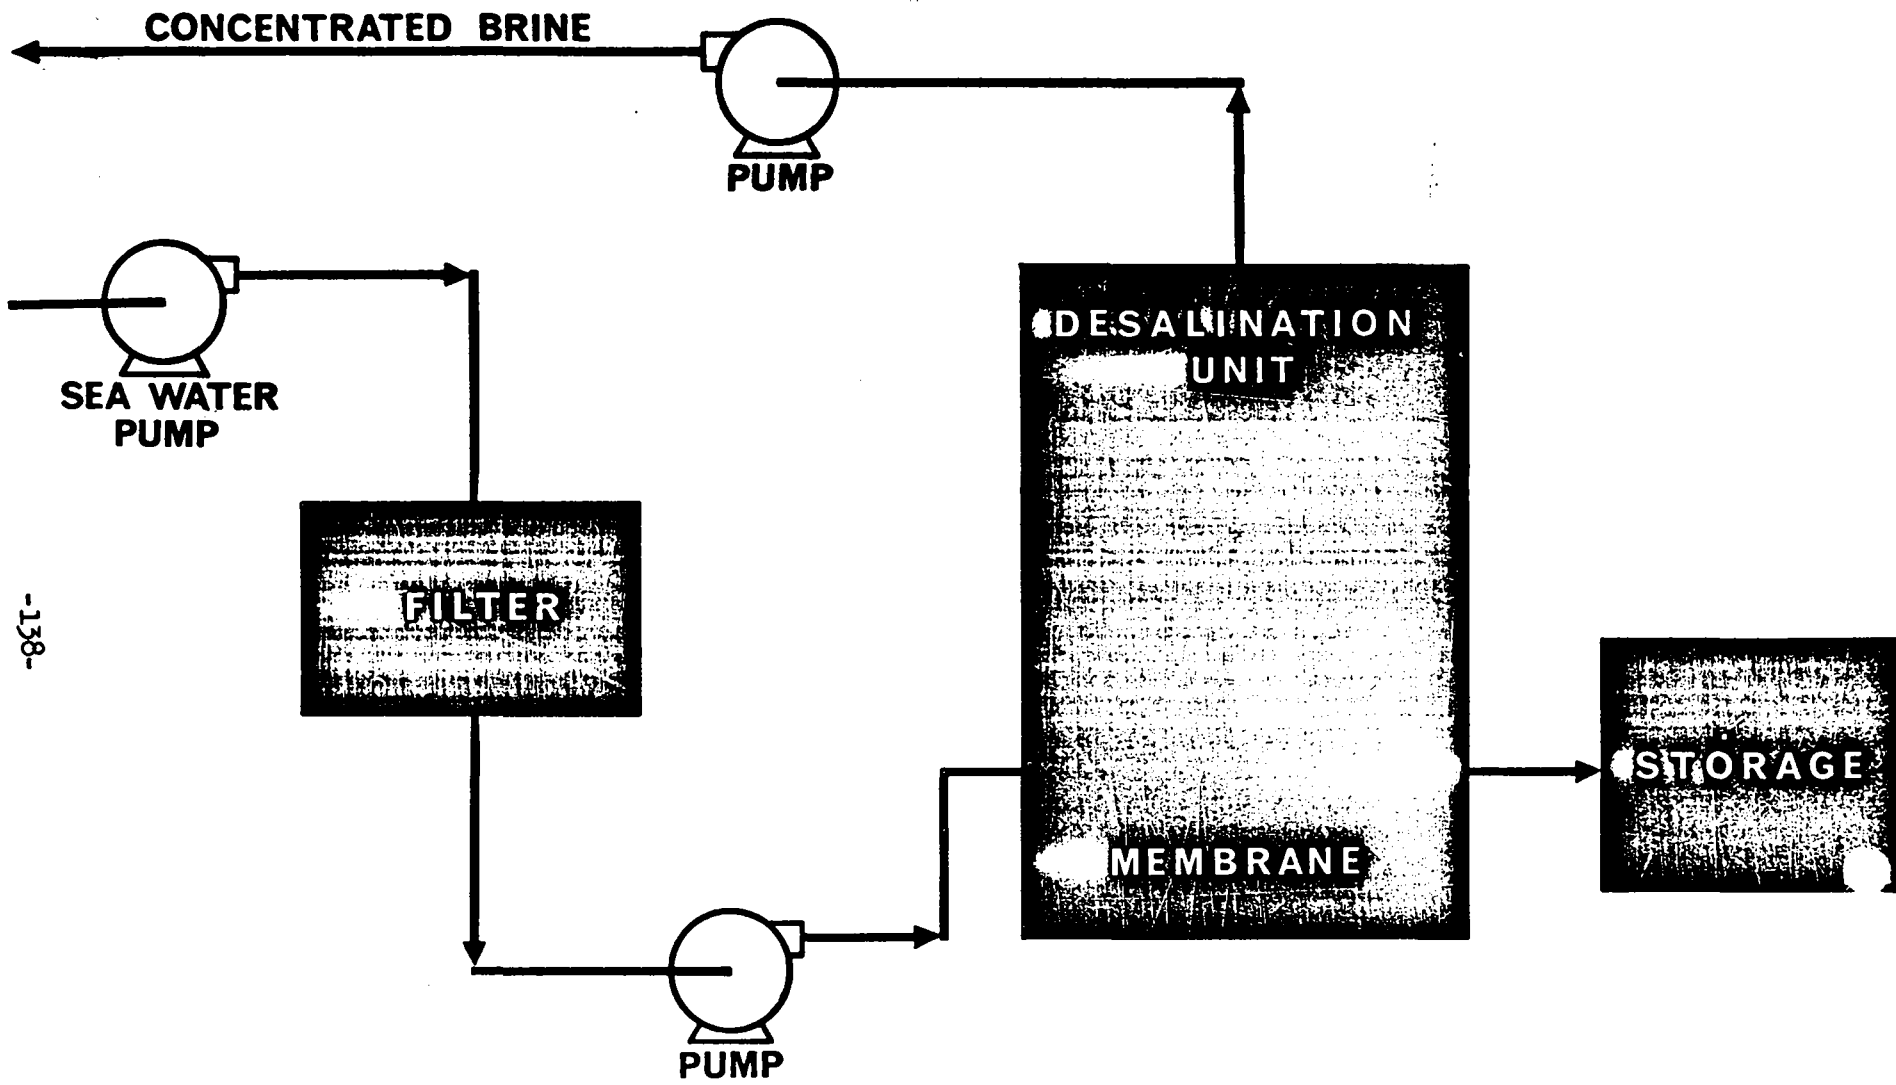 CONCENTRATED BRINE
PUMP
SEA WATER
PUMP
DESALINATION
UNIT
FILTER
-138-
STORAGE
MEMBRANE
PUMP